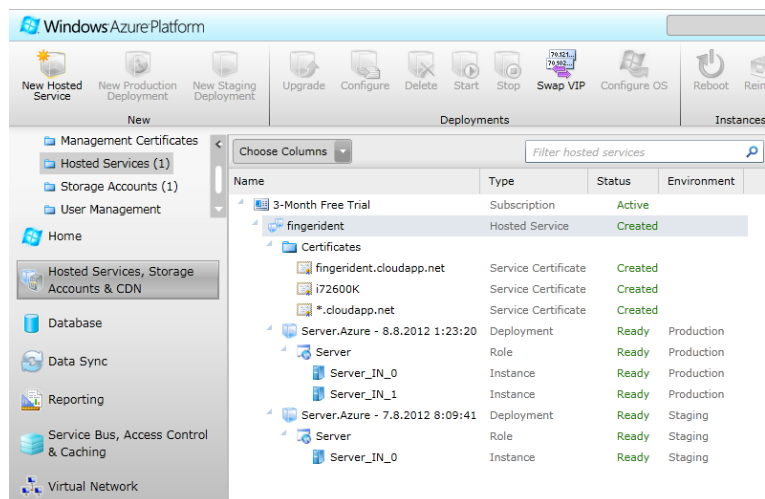 Windows Azure Platform
New Hosted Service
New Production Deployment
New Staging Deployment
Upgrade
Configure
Delete
Start
Stop
Swap VIP
Configure OS
Reboot
New
Deployments
Instances
Management Certificates
Hosted Services (1)
Storage Accounts (1)
User Management
Home
Hosted Services, Storage
Accounts & CDN
Database
Data Sync
Reporting
Service Bus, Access Control
& Caching
Virtual Network
Choose Columns
Filter hosted services
Name Type Status Environment
3-Month Free Trial Subscription Active
fingerident Hosted Service Created
Certificates
fingerident.cloudapp.net Service Certificate Created
i72600K Service Certificate Created
*.cloudapp.net Service Certificate Created
Server.Azure - 8.8.2012 1:23:20 Deployment Ready Production
Server Role Ready Production
Server_IN_0 Instance Ready Production
Server_IN_1 Instance Ready Production
Server.Azure - 7.8.2012 8:09:41 Deployment Ready Staging
Server Role Ready Staging
Server_IN_0 Instance Ready Staging